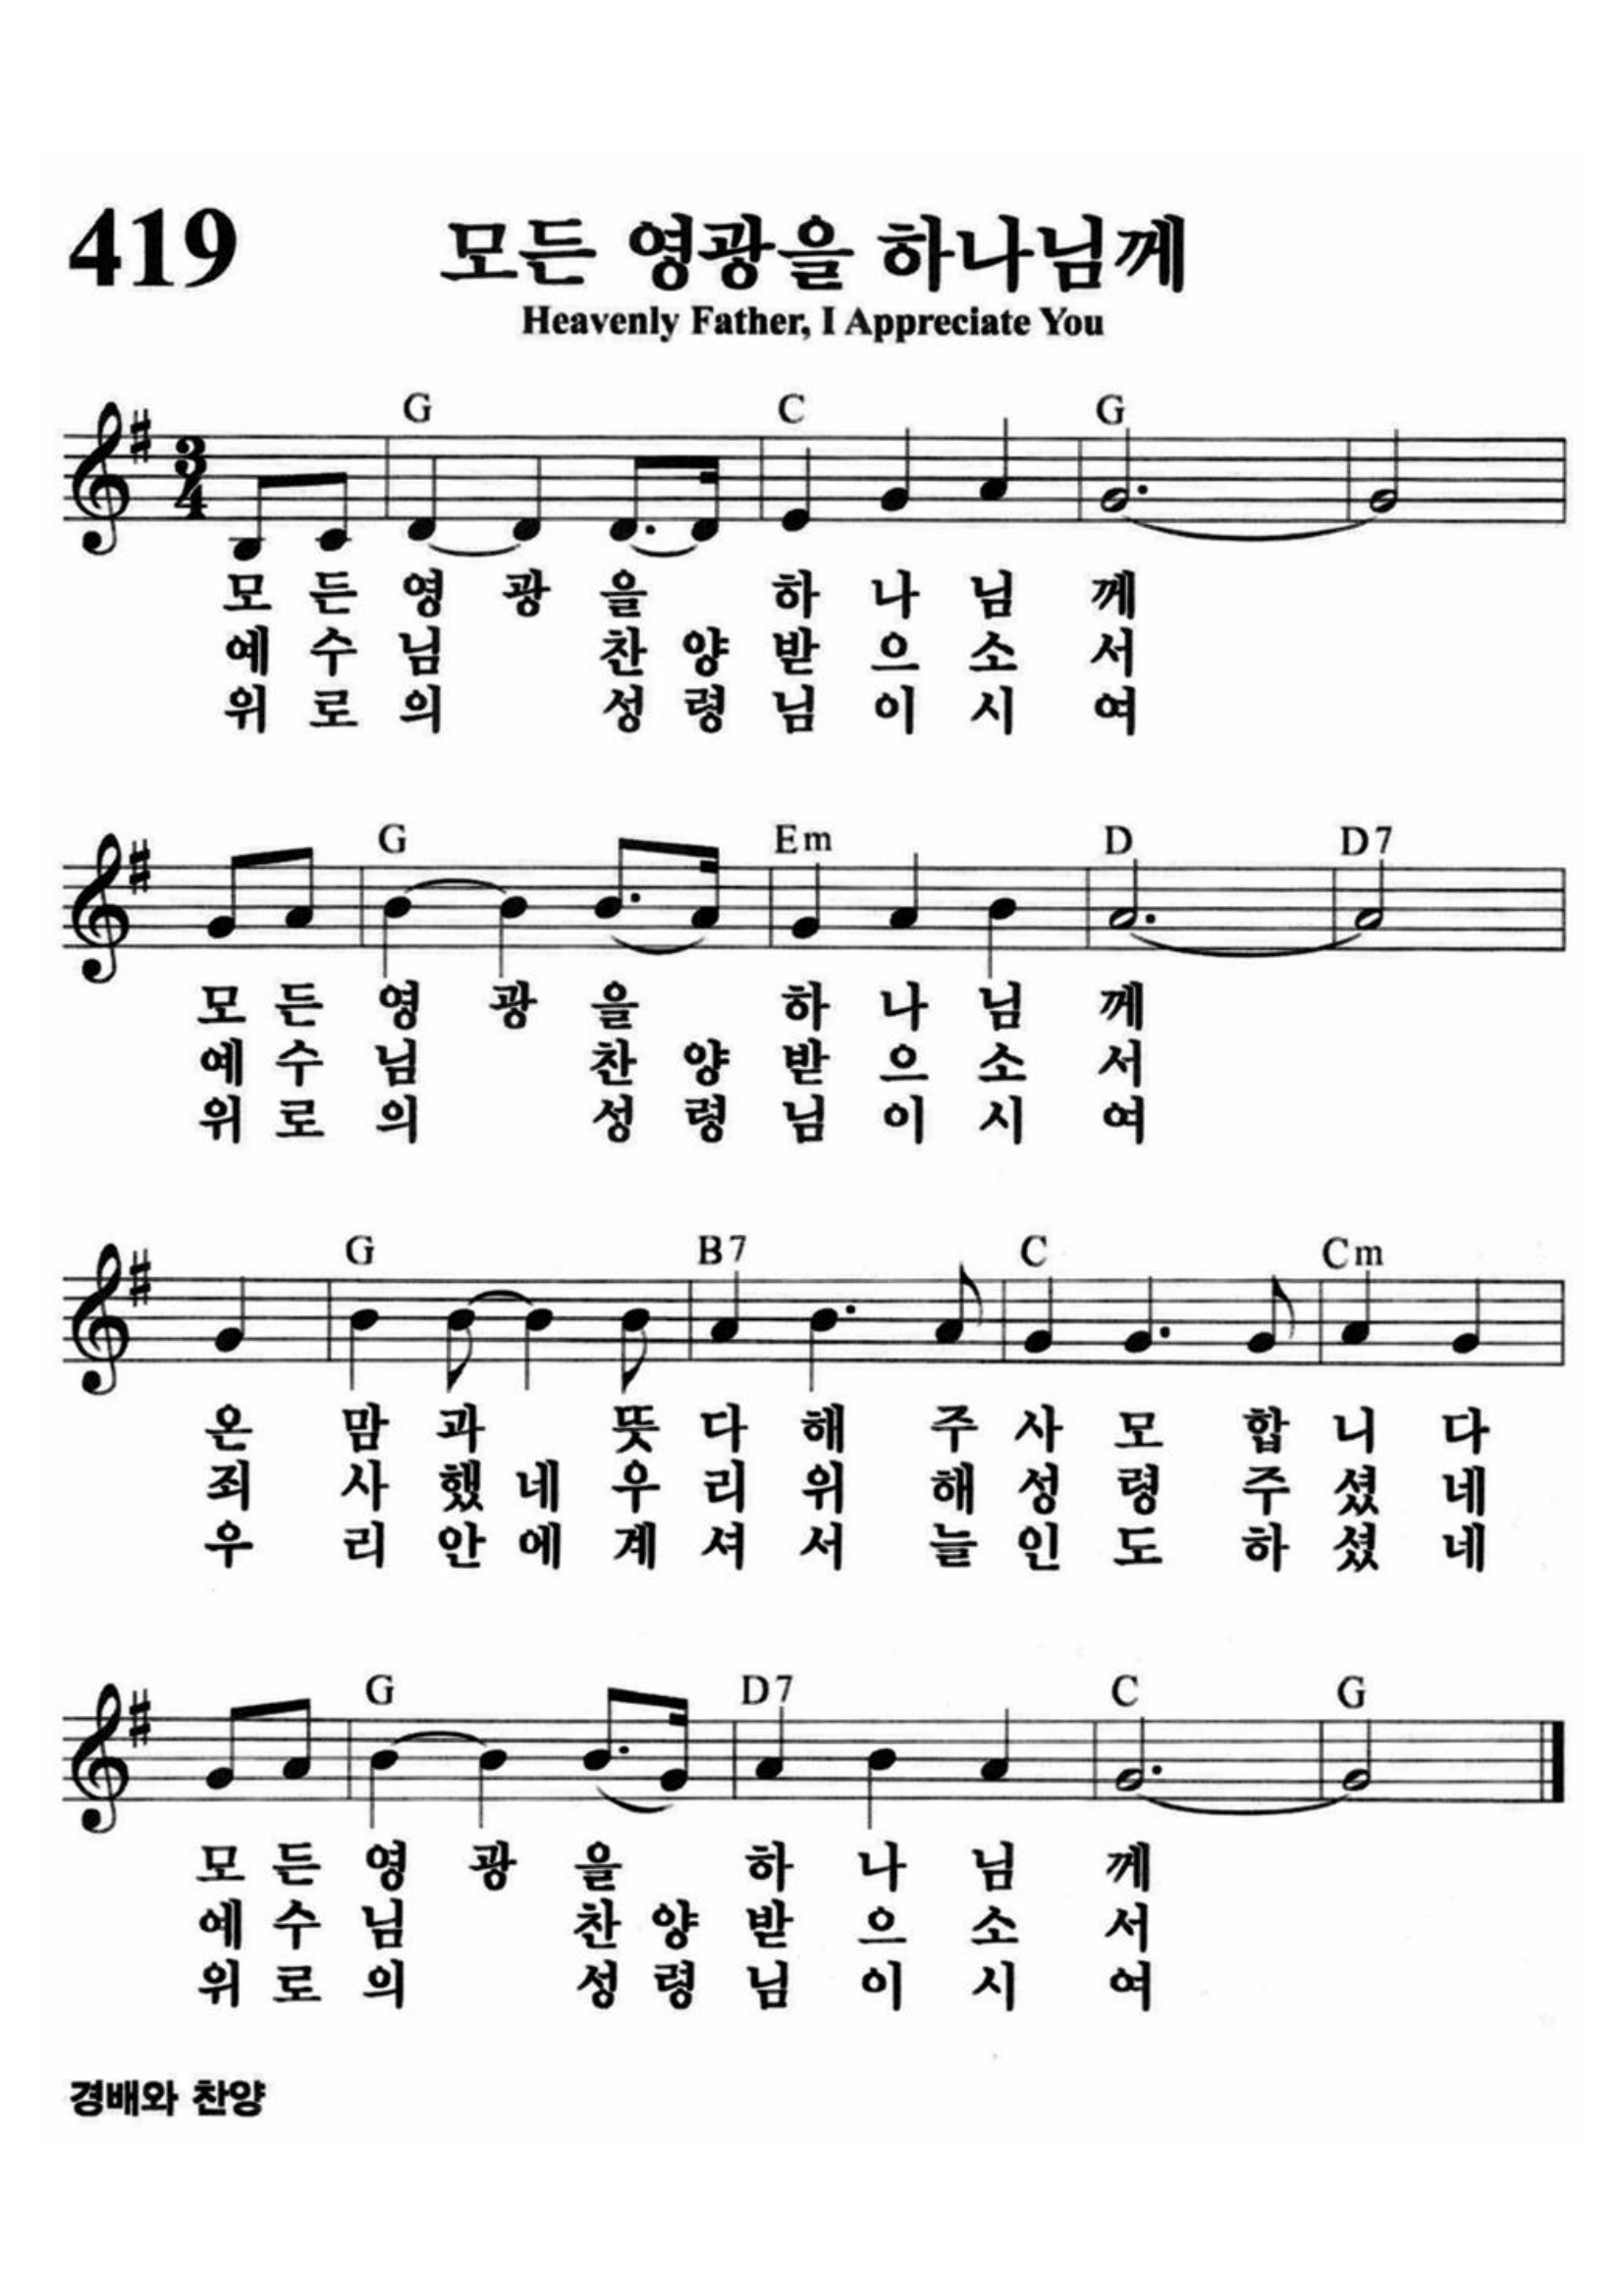 419
모든 영광을 하나님께
Heavenly Father, I Appreciate You
G C G
3
4
모 든 영 광 을 하 나 님 께
예 수 님 찬 양 받 으 소 서
위 로 의 성 령 님 이 시 여
G Em D D7
모 든 영 광 을 하 나 님 께
예 수 님 찬 양 받 으 소 서
위 로 의 성 령 님 이 시 여
G B7 C Cm
온 맘 과 뜻 다 해 주 사 모 합 니 다
죄 사 했 네 우 리 위 해 성 령 주 셨 네
우 리 안 에 계 셔 서 늘 인 도 하 셨 네
G D7 C G
모 든 영 광 을 하 나 님 께
예 수 님 찬 양 받 으 소 서
위 로 의 성 령 님 이 시 여
경배와 찬양